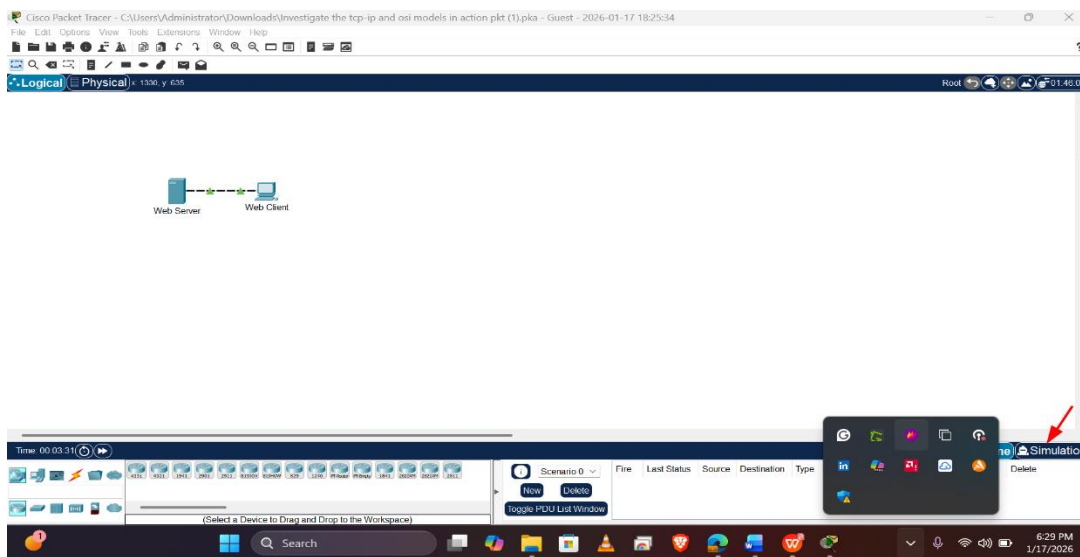 Cisco Packet Tracer - C:\Users\Administrator\Downloads\Investigate the tcp-ip and osi models in action pkt (1).pka - Guest - 2026-01-17 18:25:34
File Edit Options View Tools Extensions Window Help
Logical Physical x: 1330, y: 635 Root 01:46:0
Web Server Web Client
Time: 00:03:31 Simulatio
4331 4321 1941 2901 2911 819HGW 829 1240 PT-Router PT-Empty 1841 2811
Scenario 0 Fire Last Status Source Destination Type Delete
New Delete
Toggle PDU List Window
(Select a Device to Drag and Drop to the Workspace)
Search
6:29 PM
1/17/2026